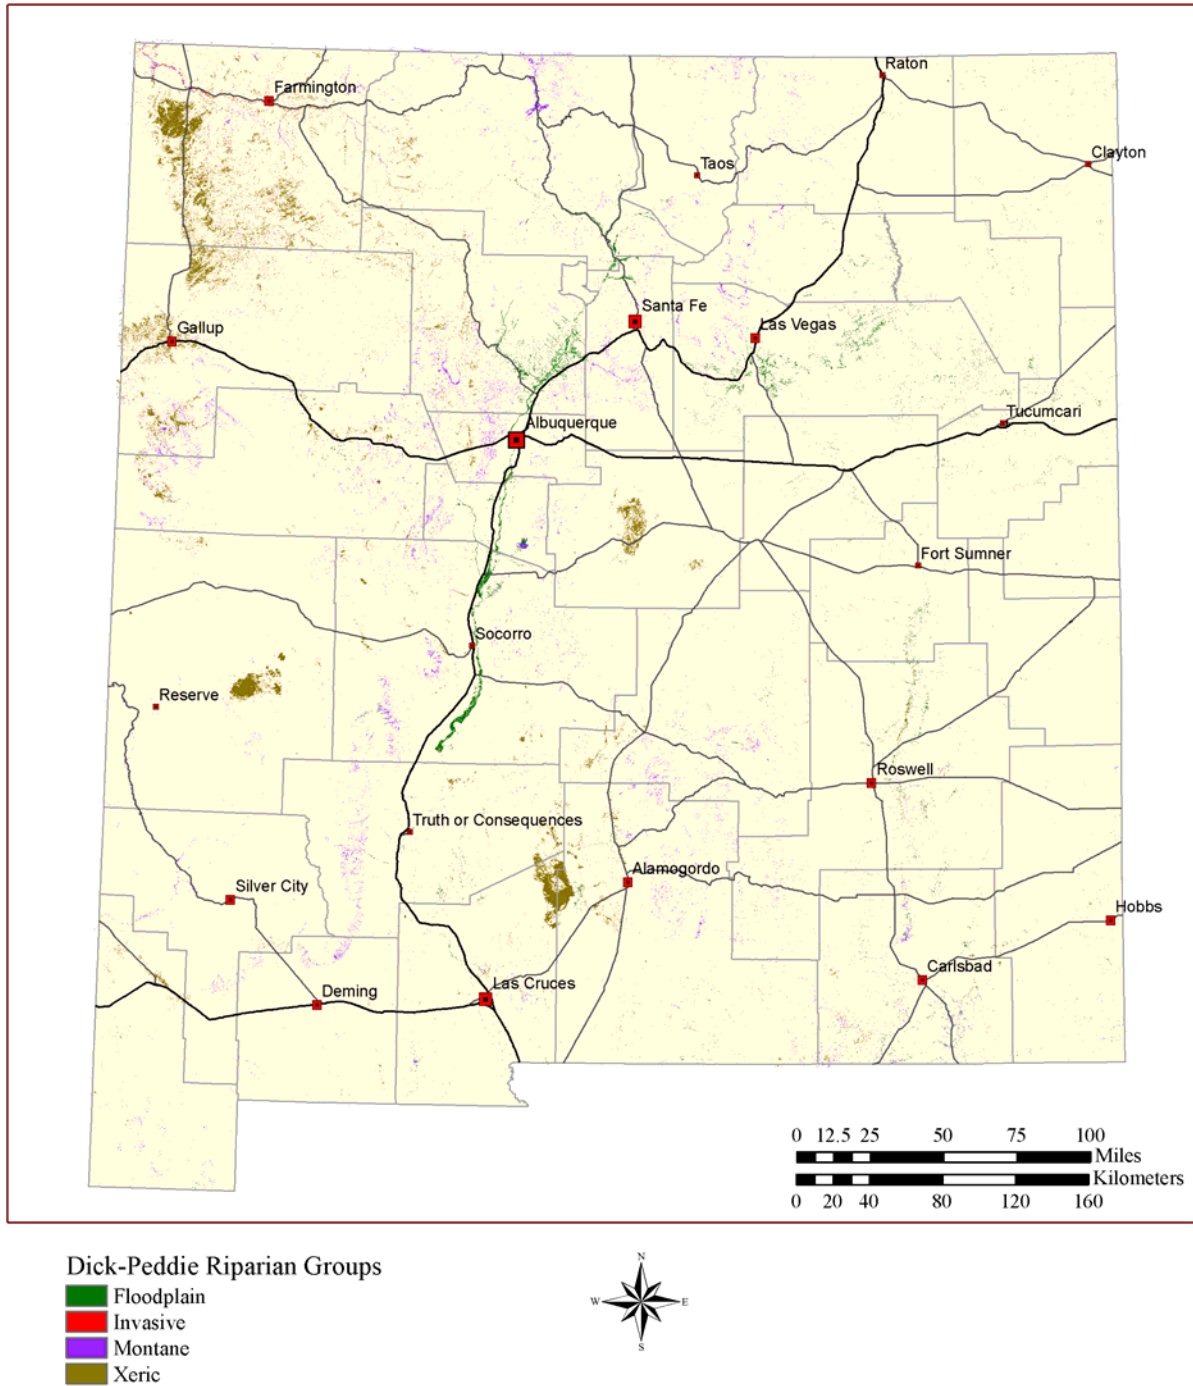 Raton
Farmington
Clayton
Taos
Santa Fe
Las Vegas
Gallup
Tucumcari
Albuquerque
Fort Sumner
Socorro
Reserve
Roswell
Truth or Consequences
Alamogordo
Silver City
Hobbs
Carlsbad
Las Cruces
Deming
0 12.5 25 50 75 100
Miles
Kilometers
0 20 40 80 120 160
Dick-Peddie Riparian Groups
Floodplain
Invasive
Montane
Xeric
N
W E
S